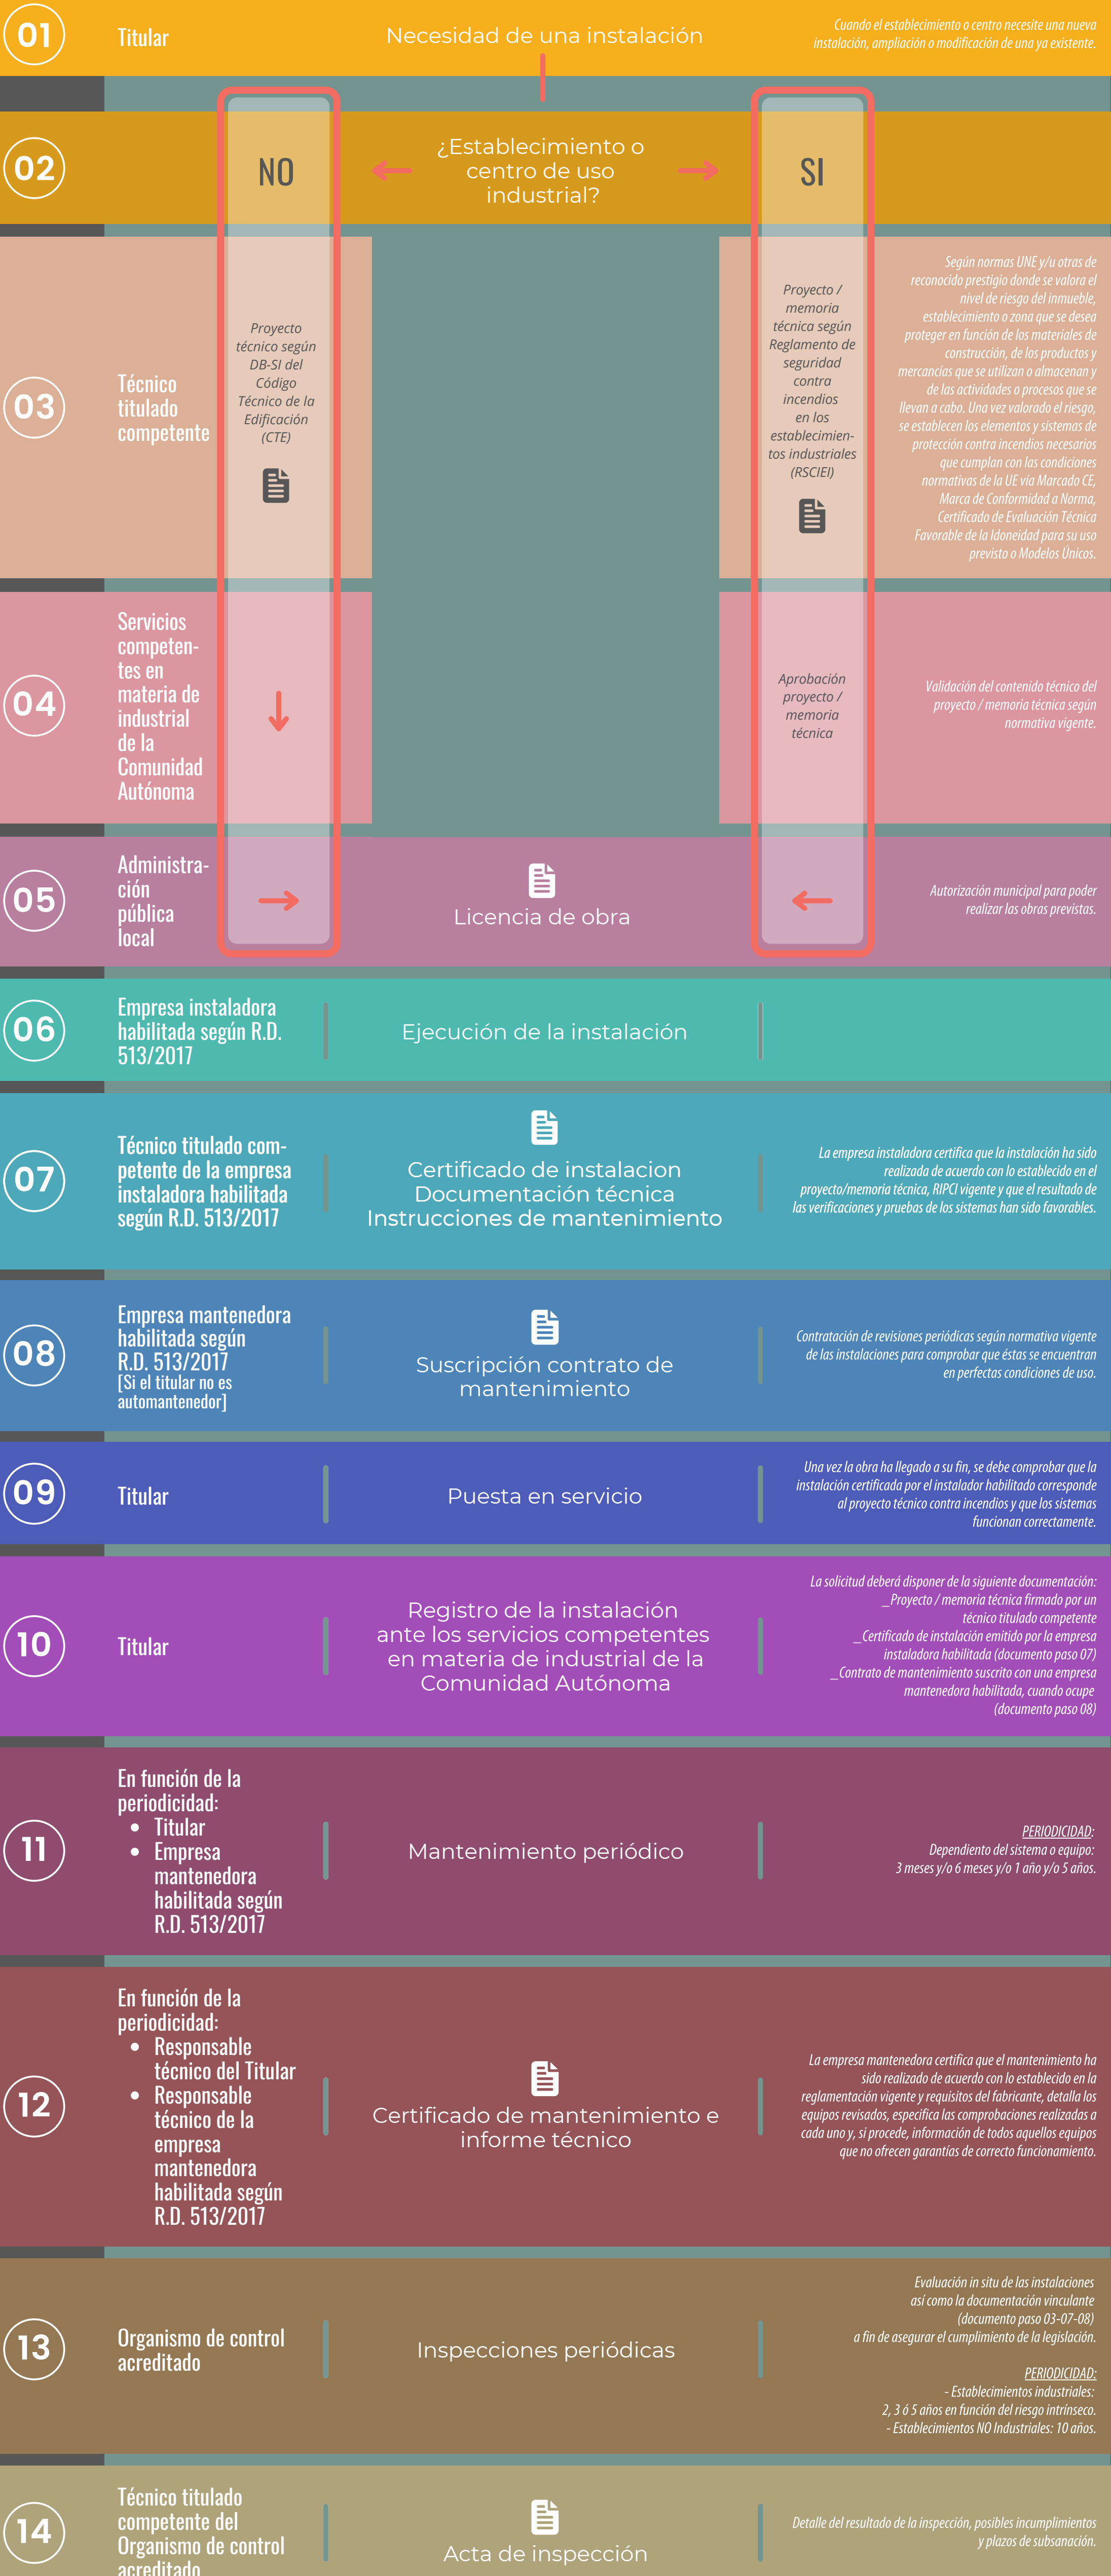 01
Titular
Necesidad de una instalación
Cuando el establecimiento o centro necesite una nueva
instalación, ampliación o modificación de una ya existente.
02
NO
¿Establecimiento o
centro de uso
industrial?
SI
03
Técnico
titulado
competente
Proyecto
técnico según
DB-SI del
Código
Técnico de la
Edificación
(CTE)
Proyecto /
memoria
técnica según
Reglamento de
seguridad
contra
incendios
en los
establecimien-
tos industriales
(RSCIEI)
Según normas UNE y/u otras de
reconocido prestigio donde se valora el
nivel de riesgo del inmueble,
establecimiento o zona que se desea
proteger en función de los materiales de
construcción, de los productos y
mercancías que se utilizan o almacenan y
de las actividades o procesos que se
llevan a cabo. Una vez valorado el riesgo,
se establecen los elementos y sistemas de
protección contra incendios necesarios
que cumplan con las condiciones
normativas de la UE vía Marcado CE,
Marca de Conformidad a Norma,
Certificado de Evaluación Técnica
Favorable de la Idoneidad para su uso
previsto o Modelos Únicos.
04
Servicios
competen-
tes en
materia de
industrial
de la
Comunidad
Autónoma
Aprobación
proyecto /
memoria
técnica
Validación del contenido técnico del
proyecto / memoria técnica según
normativa vigente.
05
Administra-
ción
pública
local
Licencia de obra
Autorización municipal para poder
realizar las obras previstas.
06
Empresa instaladora
habilitada según R.D.
513/2017
Ejecución de la instalación
07
Técnico titulado com-
petente de la empresa
instaladora habilitada
según R.D. 513/2017
Certificado de instalacion
Documentación técnica
Instrucciones de mantenimiento
La empresa instaladora certifica que la instalación ha sido
realizada de acuerdo con lo establecido en el
proyecto/memoria técnica, RIPCI vigente y que el resultado de
las verificaciones y pruebas de los sistemas han sido favorables.
08
Empresa mantenedora
habilitada según
R.D. 513/2017
[Si el titular no es
automantenedor]
Suscripción contrato de
mantenimiento
Contratación de revisiones periódicas según normativa vigente
de las instalaciones para comprobar que éstas se encuentran
en perfectas condiciones de uso.
09
Titular
Puesta en servicio
Una vez la obra ha llegado a su fin, se debe comprobar que la
instalación certificada por el instalador habilitado corresponde
al proyecto técnico contra incendios y que los sistemas
funcionan correctamente.
10
Titular
Registro de la instalación
ante los servicios competentes
en materia de industrial de la
Comunidad Autónoma
La solicitud deberá disponer de la siguiente documentación:
_Proyecto / memoria técnica firmado por un
técnico titulado competente
_Certificado de instalación emitido por la empresa
instaladora habilitada (documento paso 07)
_Contrato de mantenimiento suscrito con una empresa
mantenedora habilitada, cuando ocupe
(documento paso 08)
11
En función de la
periodicidad:
• Titular
• Empresa
mantenedora
habilitada según
R.D. 513/2017
Mantenimiento periódico
PERIODICIDAD:
Dependiento del sistema o equipo:
3 meses y/o 6 meses y/o 1 año y/o 5 años.
12
En función de la
periodicidad:
• Responsable
técnico del Titular
• Responsable
técnico de la
empresa
mantenedora
habilitada según
R.D. 513/2017
Certificado de mantenimiento e
informe técnico
La empresa mantenedora certifica que el mantenimiento ha
sido realizado de acuerdo con lo establecido en la
reglamentación vigente y requisitos del fabricante, detalla los
equipos revisados, especifica las comprobaciones realizadas a
cada uno y, si procede, información de todos aquellos equipos
que no ofrecen garantías de correcto funcionamiento.
13
Organismo de control
acreditado
Inspecciones periódicas
Evaluación in situ de las instalaciones
así como la documentación vinculante
(documento paso 03-07-08)
a fin de asegurar el cumplimiento de la legislación.
PERIODICIDAD:
- Establecimientos industriales:
2, 3 ó 5 años en función del riesgo intrínseco.
- Establecimientos NO Industriales: 10 años.
14
Técnico titulado
competente del
Organismo de control
acreditado
Acta de inspección
Detalle del resultado de la inspección, posibles incumplimientos
y plazos de subsanación.